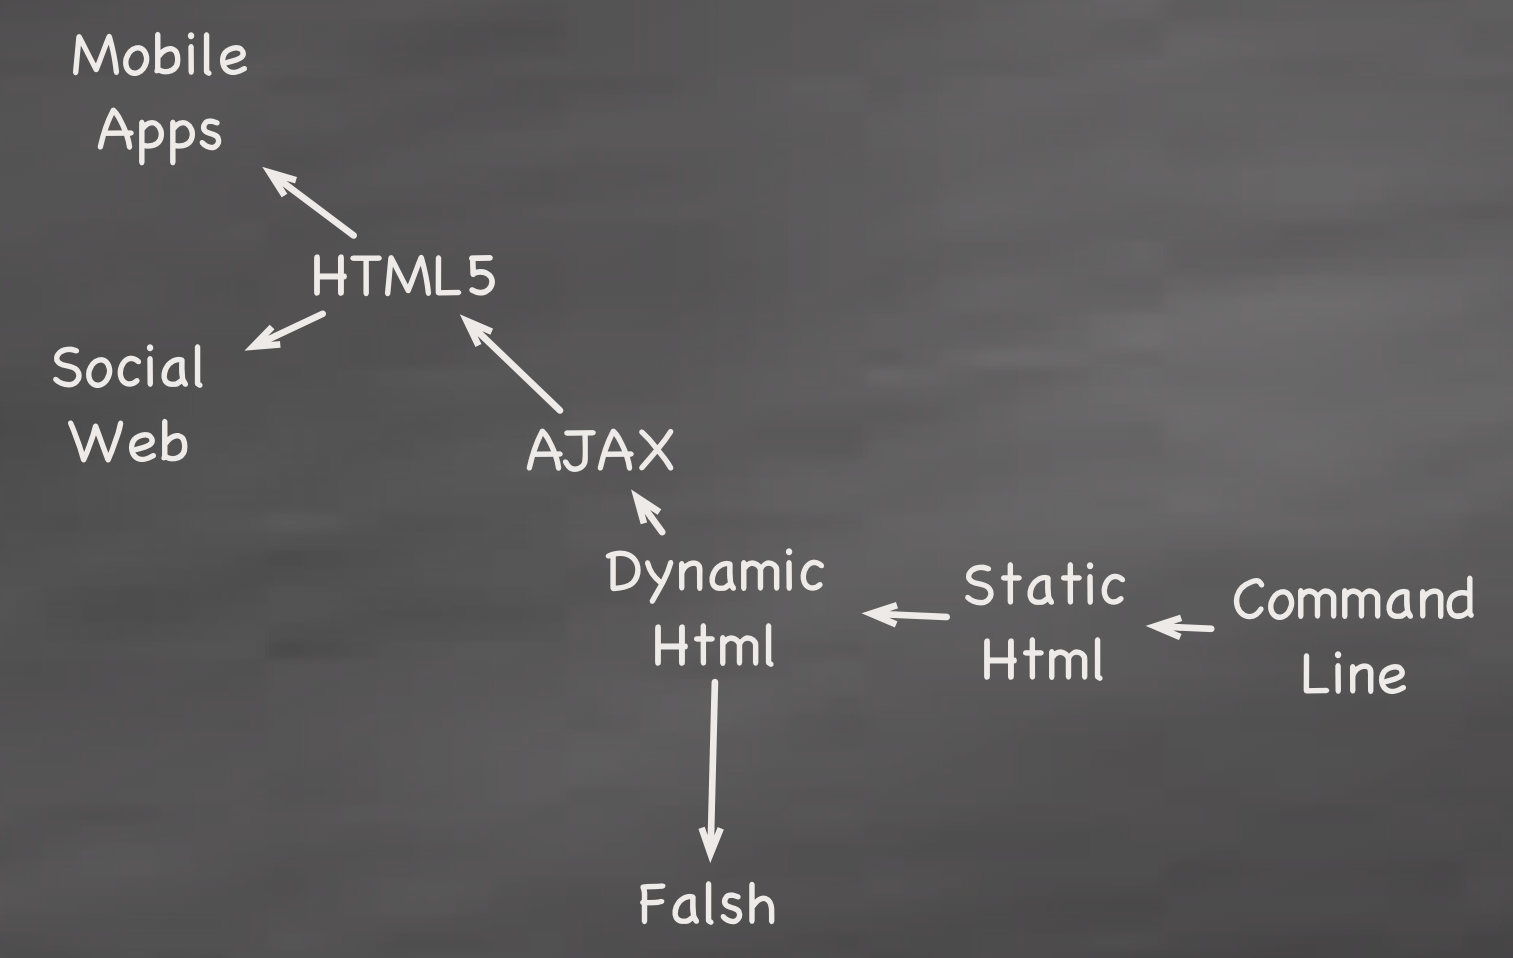 Mobile
Apps
HTML5
Social
Web
AJAX
Dynamic
Html
Static
Html
Command
Line
Falsh